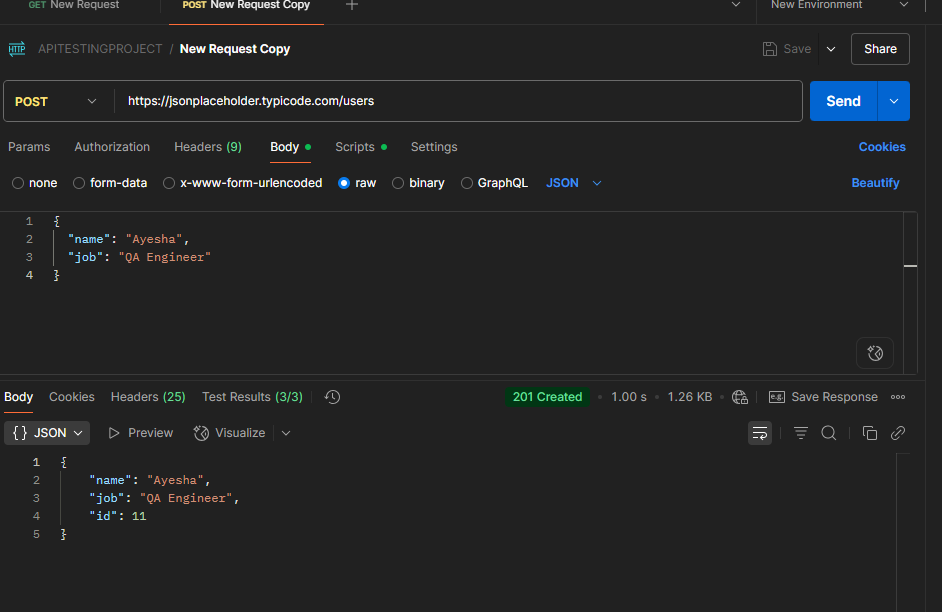 GET New Request POST New Request Copy New Environment
HTTP APITESTINGPROJECT / New Request Copy Save Share
POST https://jsonplaceholder.typicode.com/users Send
Params Authorization Headers (9) Body Scripts Settings Cookies
none form-data x-www-form-urlencoded raw binary GraphQL JSON Beautify
1 {
2 "name": "Ayesha",
3 "job": "QA Engineer"
4 }
Body Cookies Headers (25) Test Results (3/3) 201 Created • 1.00 s • 1.26 KB • e.g. Save Response
{} JSON Preview Visualize
1 {
2 "name": "Ayesha",
3 "job": "QA Engineer",
4 "id": 11
5 }